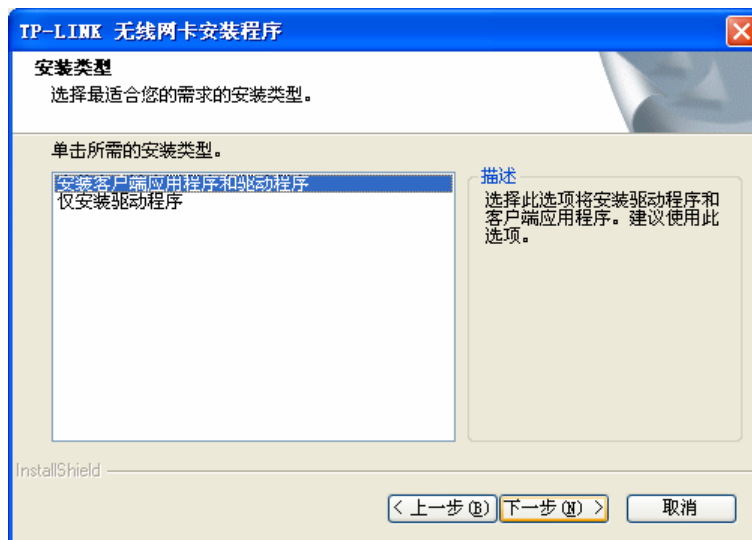 TP-LINK 无线网卡安装程序
安装类型
选择最适合您的需求的安装类型。
单击所需的安装类型。
安装客户端应用程序和驱动程序
仅安装驱动程序
描述
选择此选项将安装驱动程序和
客户端应用程序。建议使用此
选项。
InstallShield
< 上一步(B)
下一步(N) >
取消